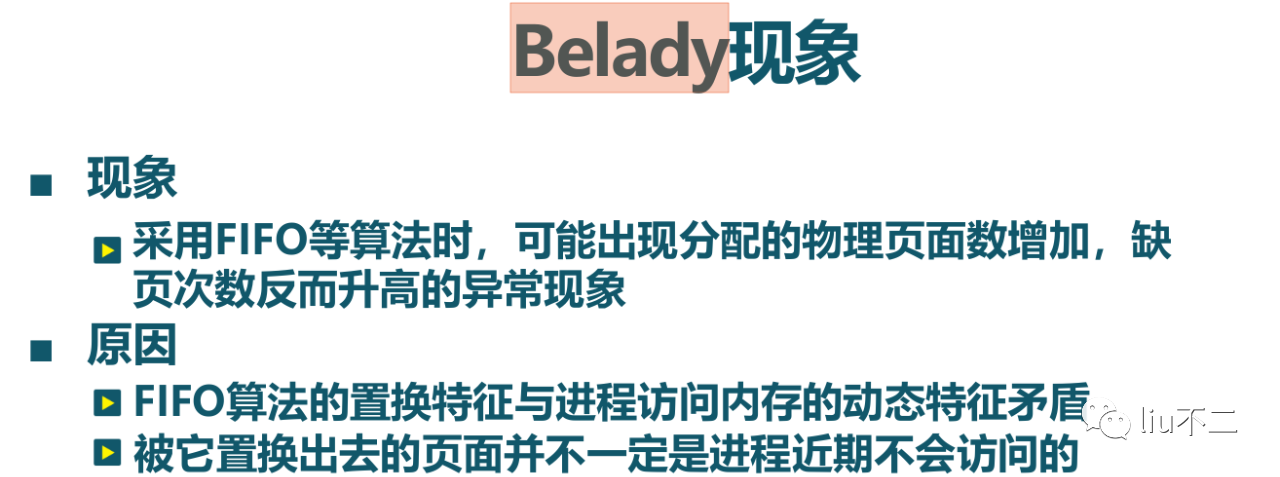 Belady现象
现象
采用FIFO等算法时，可能出现分配的物理页面数增加，缺
页次数反而升高的异常现象
原因
FIFO算法的置换特征与进程访问内存的动态特征矛盾
被它置换出去的页面并不一定是进程近期不会访问的
liu不二